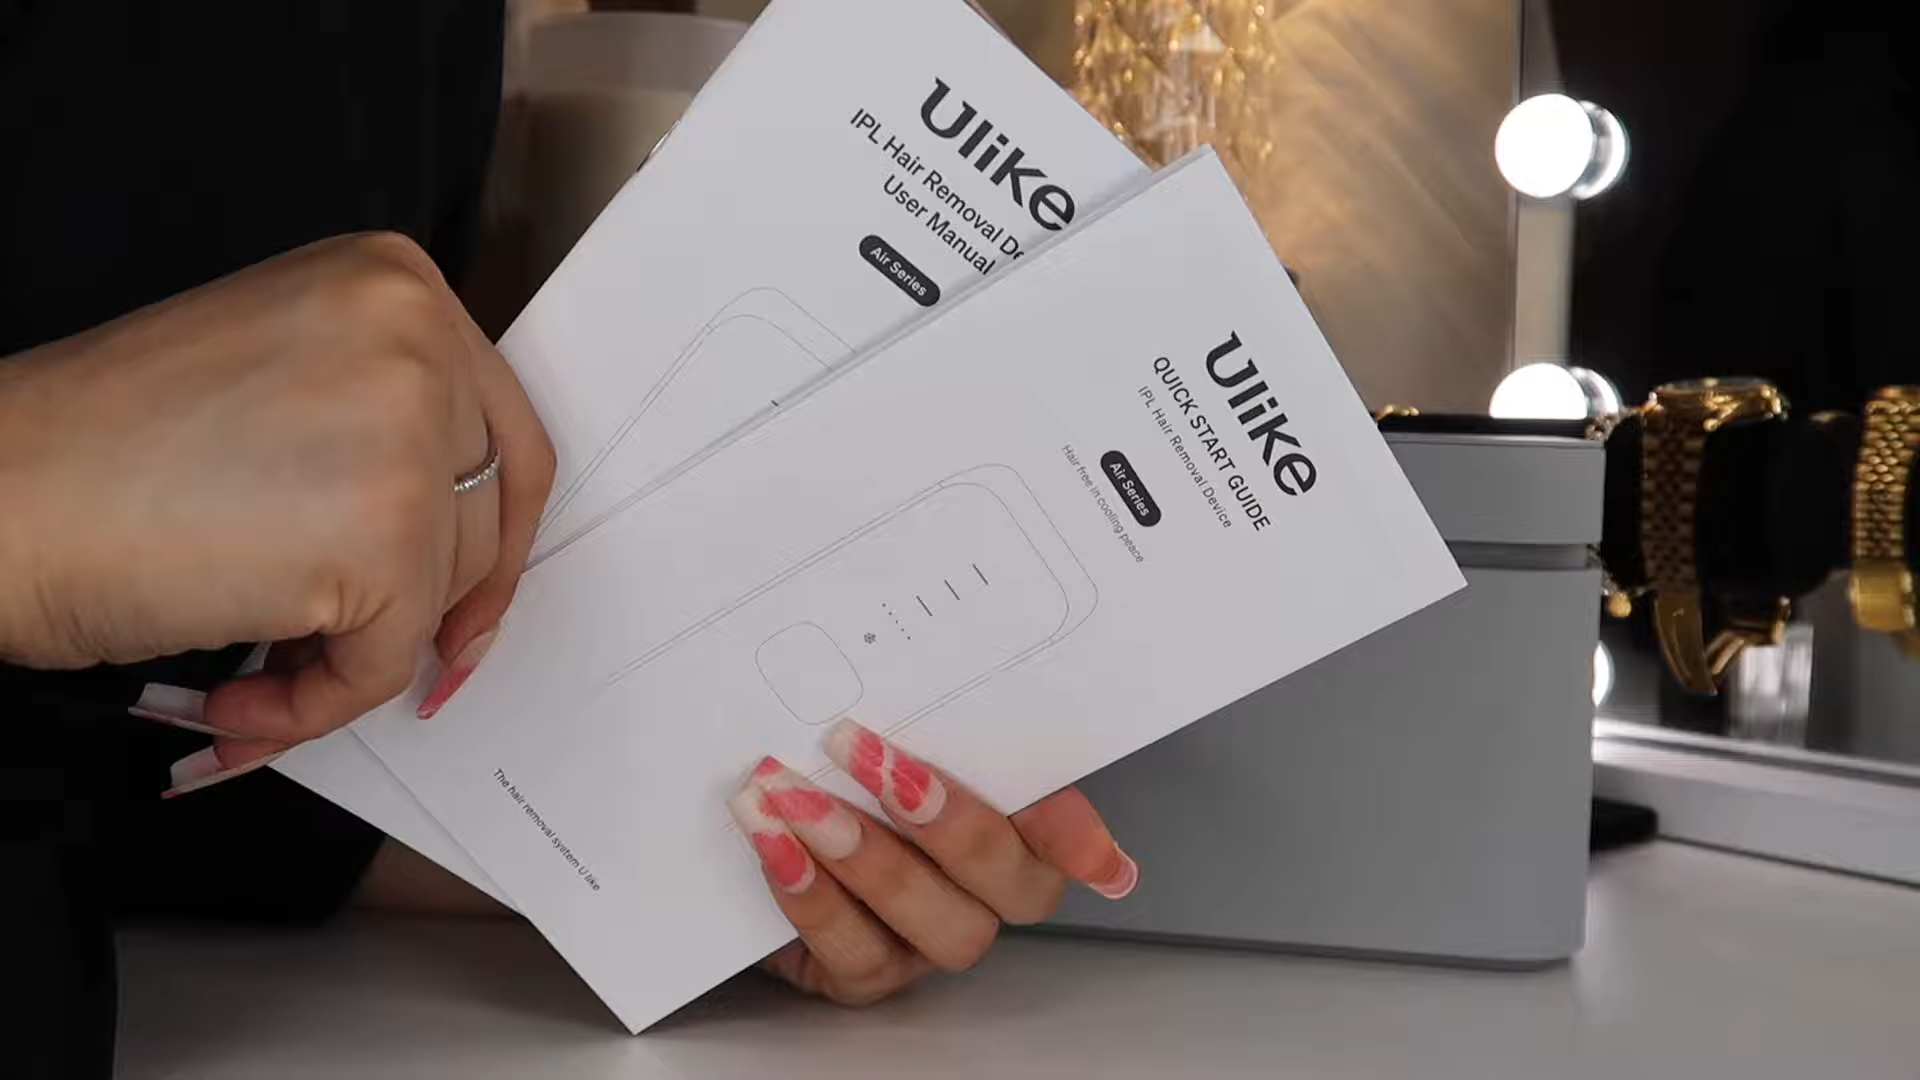 Ulike
IPL Hair Removal De
User Manual
Air Series
Ulike
QUICK START GUIDE
IPL Hair Removal Device
Air Series
Hair free in cooling peace
The hair removal system U like